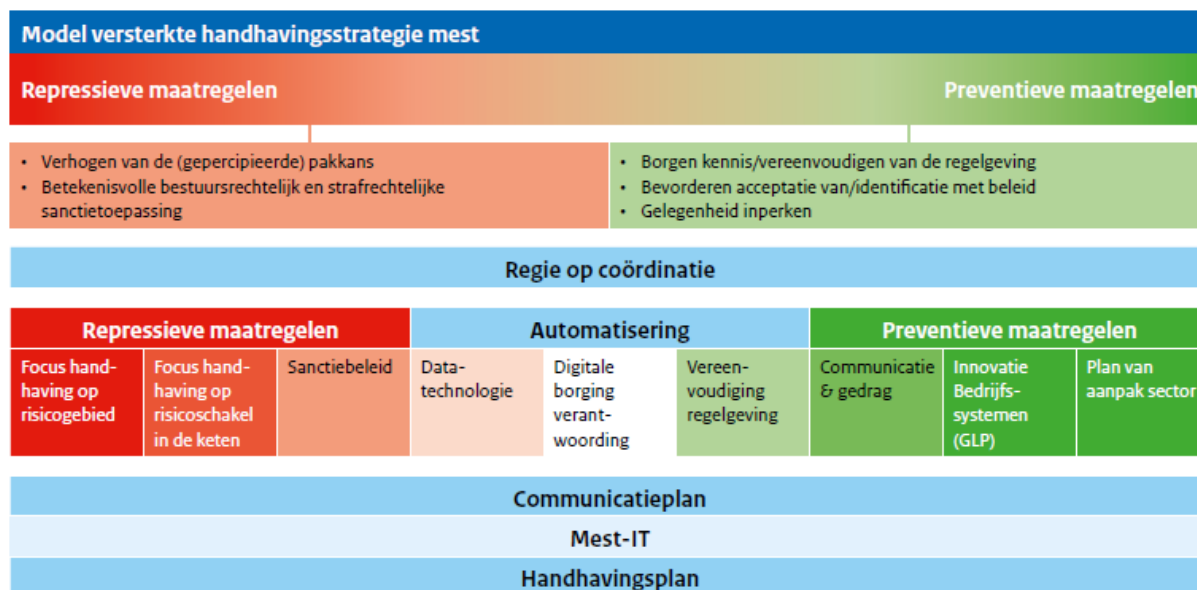 Model versterkte handhavingsstrategie mest
Repressieve maatregelen
Preventieve maatregelen
• Verhogen van de (gepercipieerde) pakkans
• Betekenisvolle bestuursrechtelijk en strafrechtelijke
sanctietoepassing
• Borgen kennis/vereenvoudigen van de regelgeving
• Bevorderen acceptatie van/identificatie met beleid
• Gelegenheid inperken
Regie op coördinatie
Repressieve maatregelen
Automatisering
Preventieve maatregelen
Focus hand-
having op
risicogebied
Focus hand-
having op
risicoschakel
in de keten
Sanctiebeleid
Data-
technologie
Digitale
borging
verant-
woording
Vereen-
voudiging
regelgeving
Communicatie
& gedrag
Innovatie
Bedrijfs-
systemen
(GLP)
Plan van
aanpak sector
Communicatieplan
Mest-IT
Handhavingsplan